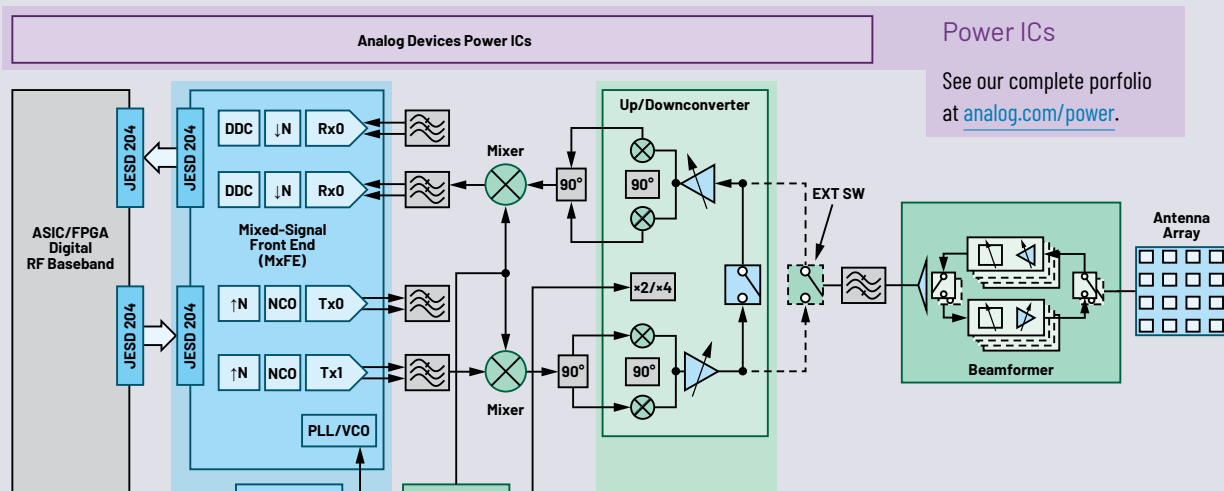 Analog Devices Power ICs
Power ICs
See our complete porfolio
at analog.com/power.
ASIC/FPGA
Digital
RF Baseband
JESD 204
JESD 204
JESD 204
JESD 204
DDC
↓N
Rx0
DDC
↓N
Rx0
Mixed-Signal
Front End
(MxFE)
↑N
NCO
Tx0
↑N
NCO
Tx1
PLL/VCO
Mixer
Mixer
90°
90°
Up/Downconverter
90°
×2/×4
90°
EXT SW
Beamformer
Antenna
Array